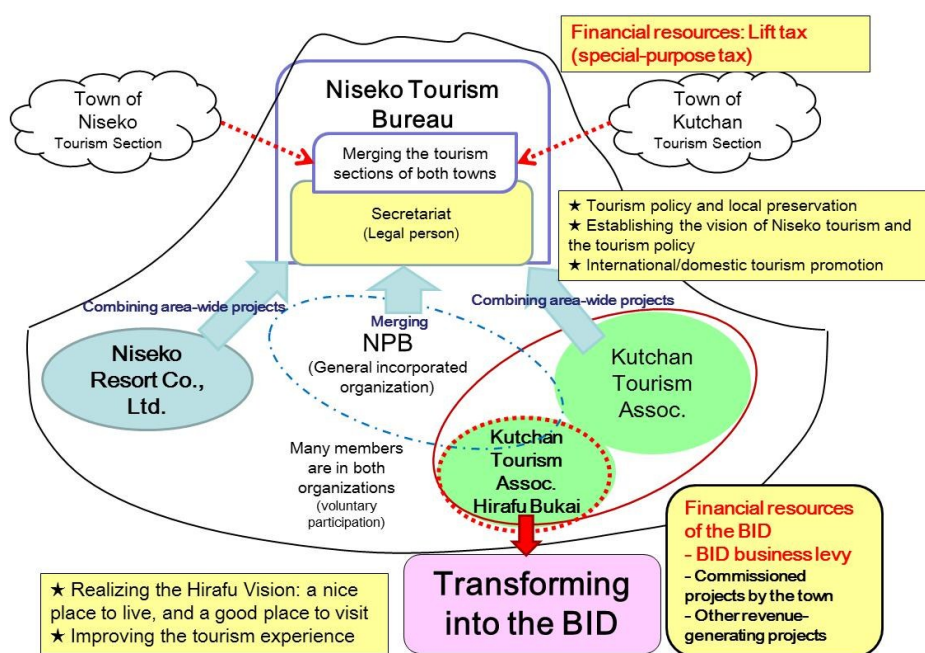 Financial resources: Lift tax
(special-purpose tax)
Town of
Niseko
Tourism Section
Niseko Tourism
Bureau
Town of
Kutchan
Tourism Section
Merging the tourism
sections of both towns
Secretariat
(Legal person)
★ Tourism policy and local preservation
★ Establishing the vision of Niseko tourism and
the tourism policy
★ International/domestic tourism promotion
Combining area-wide projects
Merging
Combining area-wide projects
NPB
(General incorporated
organization)
Niseko
Resort Co.,
Ltd.
Kutchan
Tourism
Assoc.
Many members
are in both
organizations
(voluntary
participation)
Kutchan
Tourism
Assoc.
Hirafu Bukai
Financial resources
of the BID
- BID business levy
- Commissioned
projects by the town
- Other revenue-
generating projects
Transforming
into the BID
★ Realizing the Hirafu Vision: a nice
place to live, and a good place to visit
★ Improving the tourism experience